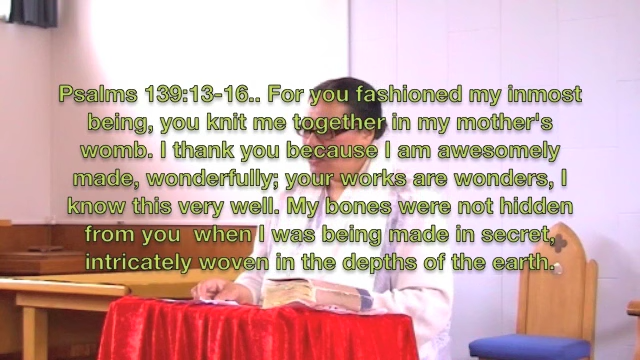 Psalms 139:13-16.. For you fashioned my inmost
being, you knit me together in my mother's
womb. I thank you because I am awesomely
made, wonderfully; your works are wonders, I
know this very well. My bones were not hidden
from you  when I was being made in secret,
intricately woven in the depths of the earth.